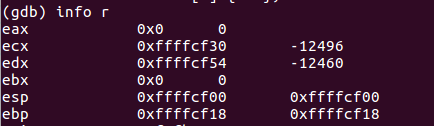 (gdb) info r
eax 0x0 0
ecx 0xffffcf30 -12496
edx 0xffffcf54 -12460
ebx 0x0 0
esp 0xffffcf00 0xffffcf00
ebp 0xffffcf18 0xffffcf18